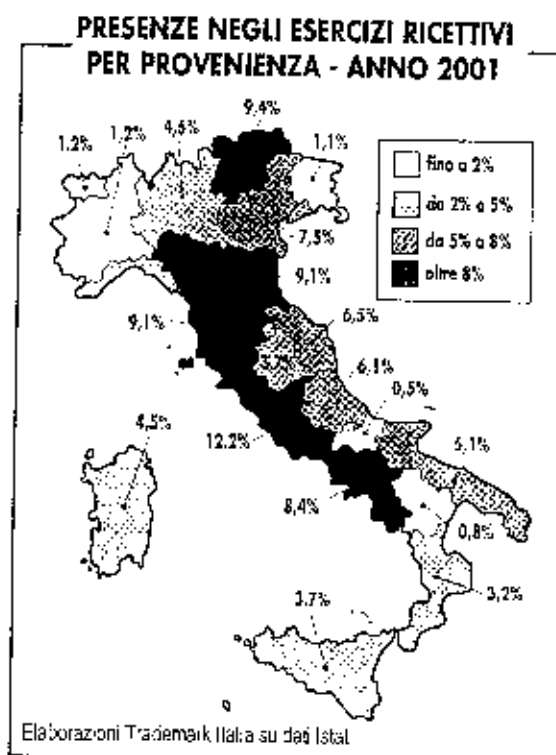 PRESENZE NEGLI ESERCIZI RICETTIVI
PER PROVENIENZA - ANNO 2001
9,4%
4,5%
1,2%
1.2%
1,1%
fino a 2%
da 2% a 5%
da 5% a 8%
oltre 8%
7,5%
9,1%
9,1%
6,5%
6,1%
0,5%
4,5%
12.2%
5,1%
8,4%
0,8%
3,2%
3.7%
Elaborazioni Trademark Italia su dati Istat